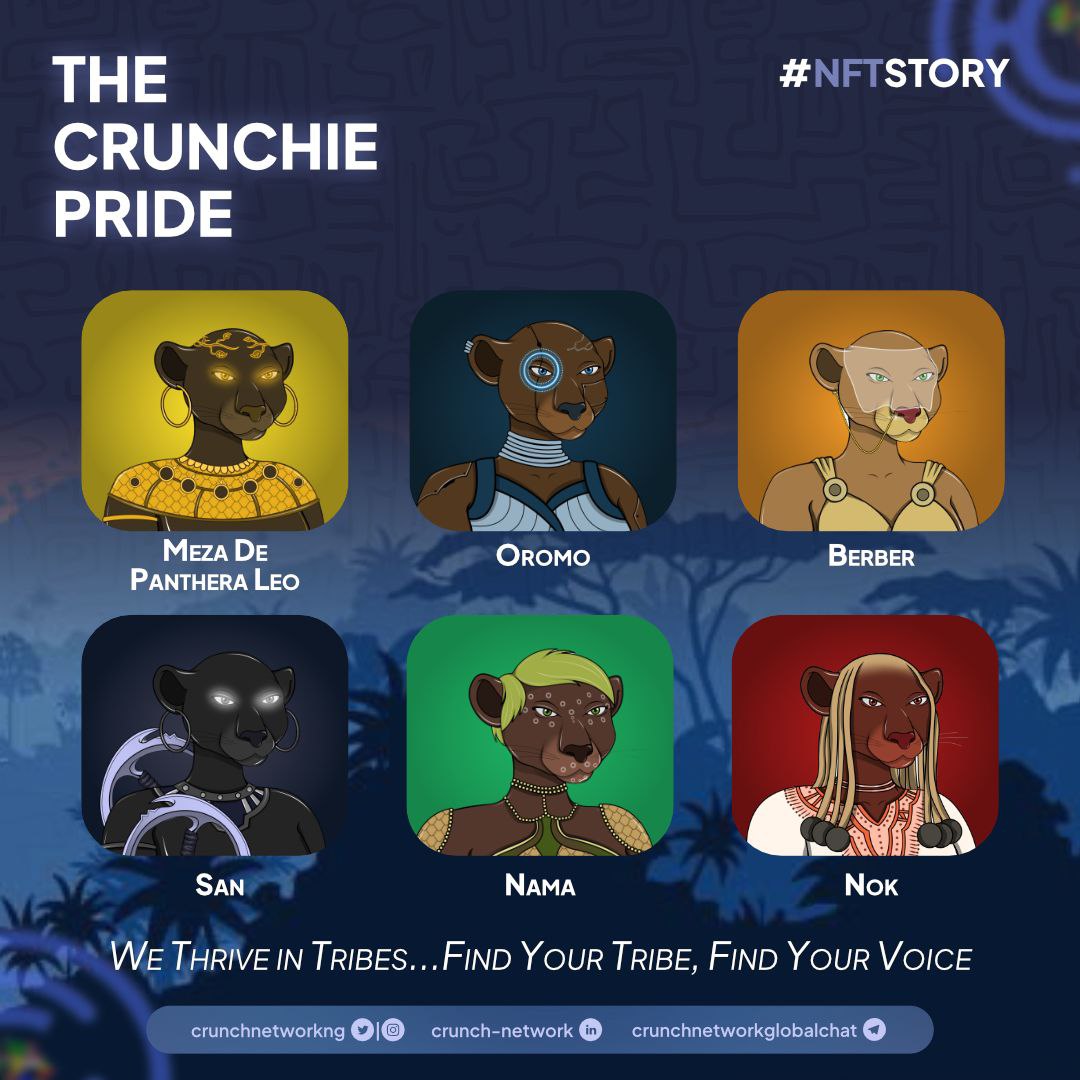 THE
CRUNCHIE
PRIDE
#NFTSTORY
MEZA DE
PANTHERA LEO
OROMO
BERBER
SAN
NAMA
NOK
WE THRIVE IN TRIBES...FIND YOUR TRIBE, FIND YOUR VOICE
crunchnetworkng | crunch-network in crunchnetworkglobalchat